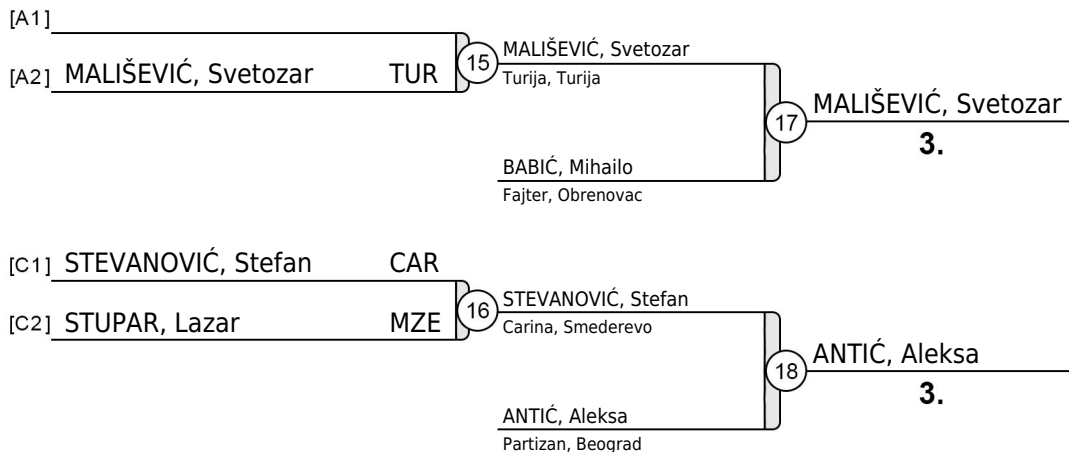 [A1]
[A2] MALIŠEVIĆ, Svetozar TUR
15
MALIŠEVIĆ, Svetozar
Turija, Turija
17
MALIŠEVIĆ, Svetozar
3.
BABIĆ, Mihailo
Fajter, Obrenovac
[C1] STEVANOVIĆ, Stefan CAR
[C2] STUPAR, Lazar MZE
16
STEVANOVIĆ, Stefan
Carina, Smederevo
18
ANTIĆ, Aleksa
3.
ANTIĆ, Aleksa
Partizan, Beograd